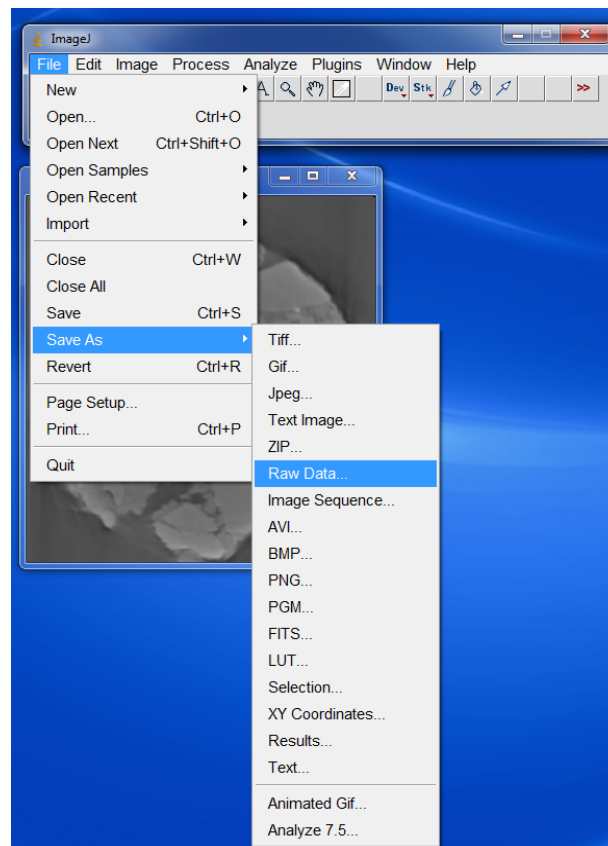 ImageJ
File Edit Image Process Analyze Plugins Window Help
New
A Dev Stk >>
Open... Ctrl+O
Open Next Ctrl+Shift+O
Open Samples
Open Recent
Import
Close Ctrl+W
Close All
Save Ctrl+S
Save As
Revert Ctrl+R
Page Setup...
Print... Ctrl+P
Quit
Tiff...
Gif...
Jpeg...
Text Image...
ZIP...
Raw Data...
Image Sequence...
AVI...
BMP...
PNG...
PGM...
FITS...
LUT...
Selection...
XY Coordinates...
Results...
Text...
Animated Gif...
Analyze 7.5...